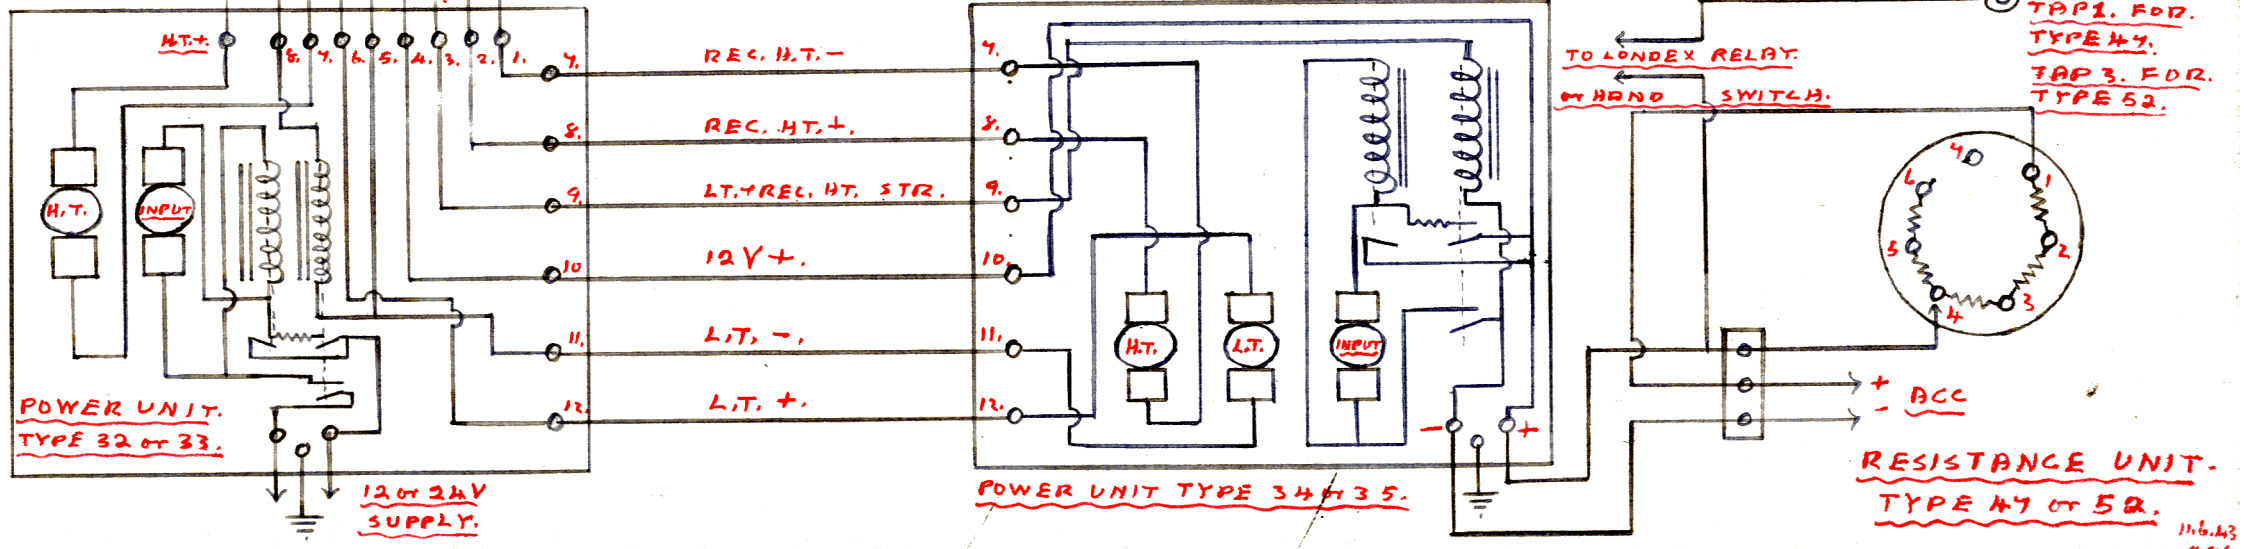 H.T.+.
8. 7. 6. 5. 4. 3. 2. 1.
7.
8.
9.
10
11.
12.
H.T.
INPUT
POWER UNIT.
TYPE 32 or 33.
12 or 24V
SUPPLY.
REC. H.T. -
REC. H.T. +.
LT. + REC. HT. STR.
12 V +.
L.T. -.
L.T. +.
7.
8.
9.
10.
11.
12.
H.T.
L.T.
INPUT
- +
POWER UNIT TYPE 34 or 35.
TO LONDEX RELAY.
or HAND SWITCH.
TAP 1. FOR.
TYPE 47.
TAP 3. FOR.
TYPE 52.
7
6
1
5
2
4
3
+
- ACC
RESISTANCE UNIT.
TYPE 47 or 52.
11.6.43